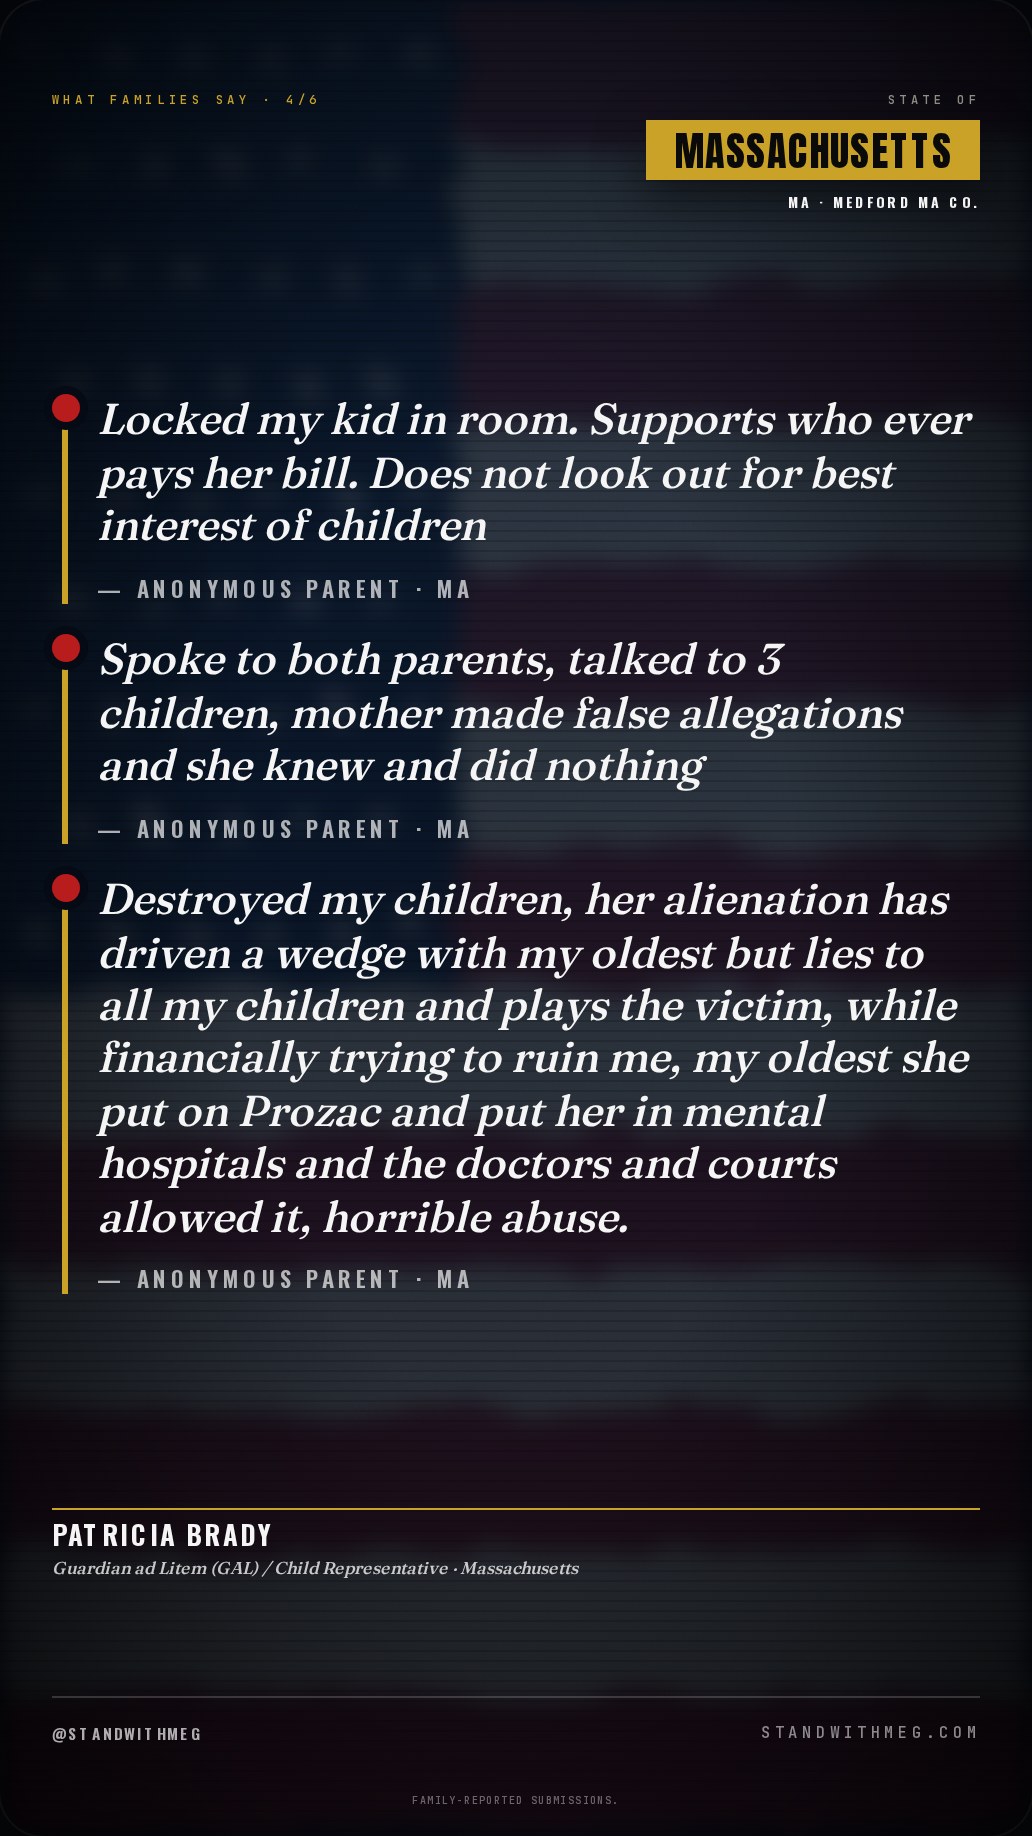 WHAT FAMILIES SAY · 4/6
STATE OF
MASSACHUSETTS
MA · MEDFORD MA CO.
Locked my kid in room. Supports who ever
pays her bill. Does not look out for best
interest of children
— ANONYMOUS PARENT · MA
Spoke to both parents, talked to 3
children, mother made false allegations
and she knew and did nothing
— ANONYMOUS PARENT · MA
Destroyed my children, her alienation has
driven a wedge with my oldest but lies to
all my children and plays the victim, while
financially trying to ruin me, my oldest she
put on Prozac and put her in mental
hospitals and the doctors and courts
allowed it, horrible abuse.
— ANONYMOUS PARENT · MA
PATRICIA BRADY
Guardian ad Litem (GAL) / Child Representative · Massachusetts
@STANDWITHMEG
STANDWITHMEG.COM
FAMILY-REPORTED SUBMISSIONS.